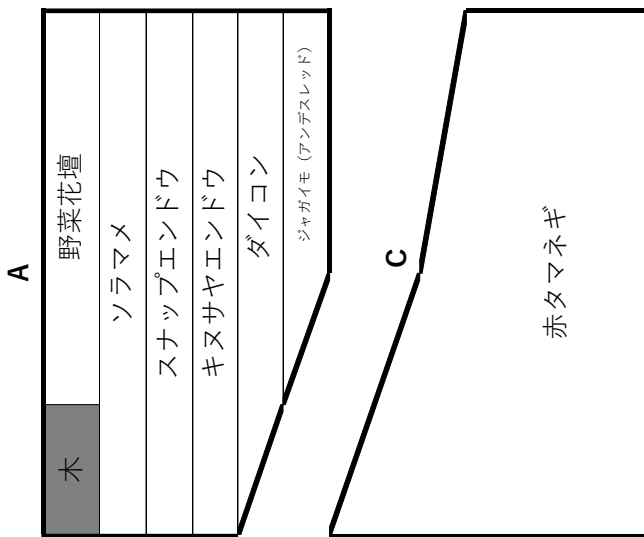 A
木
野菜花壇
ソラマメ
スナップエンドウ
キヌサヤエンドウ
ダイコン
ジャガイモ（アンデスレッド）
C
赤タマネギ